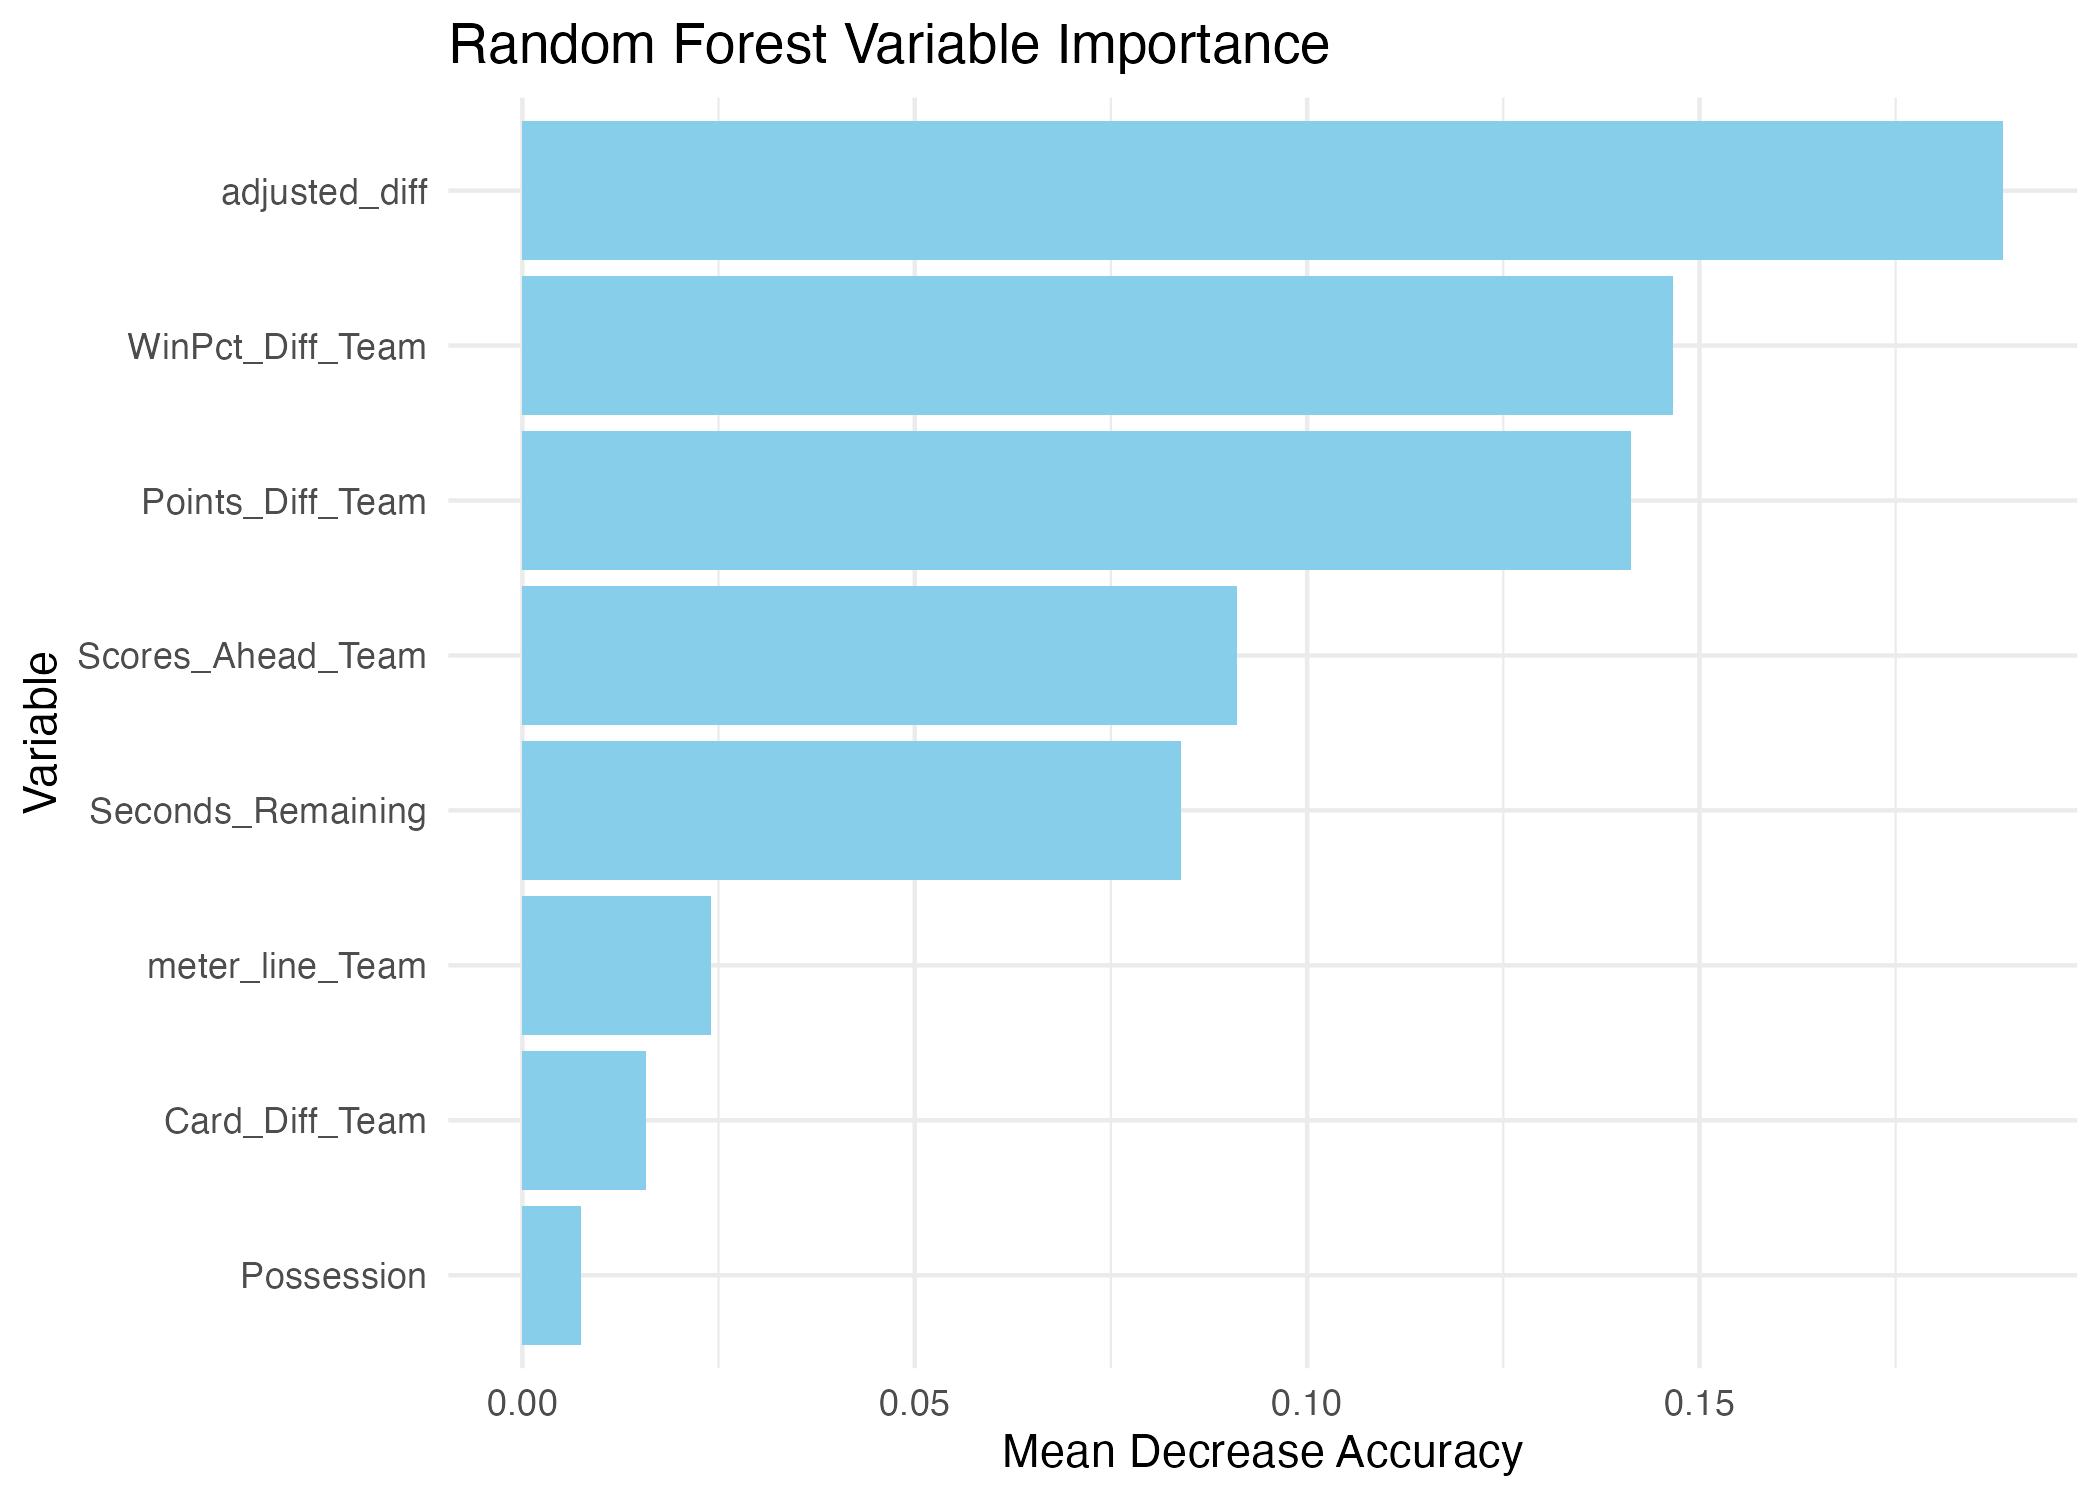 Random Forest Variable Importance
adjusted_diff
WinPct_Diff_Team
Points_Diff_Team
Scores_Ahead_Team
Seconds_Remaining
meter_line_Team
Card_Diff_Team
Possession
Variable
0.00 0.05 0.10 0.15
Mean Decrease Accuracy